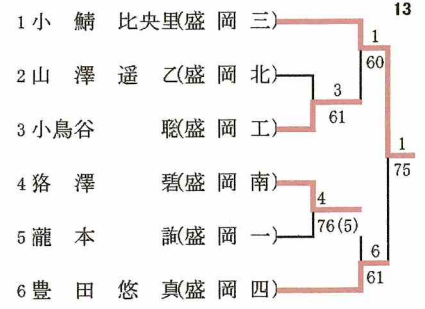 13
1 小 鯖 比央里(盛 岡 三)
1
60
2 山 澤 遥 乙(盛 岡 北)
3
61
3 小鳥谷 聡(盛 岡 工)
1
75
4 狢 澤 碧(盛 岡 南)
4
76(5)
5 瀧 本 (盛 岡 一)
6
61
6 豊 田 悠 真(盛 岡 四)